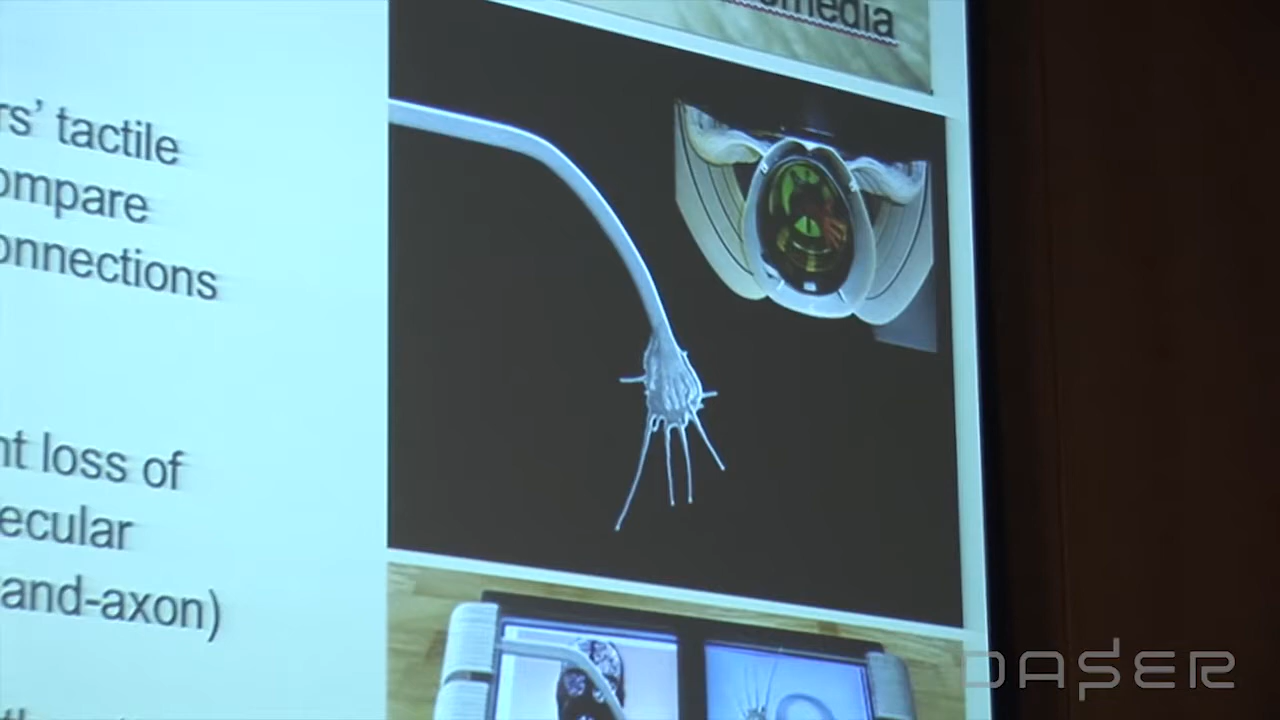 omedia
rs’ tactile
ompare
onnections
nt loss of
ecular
and-axon)
DASER